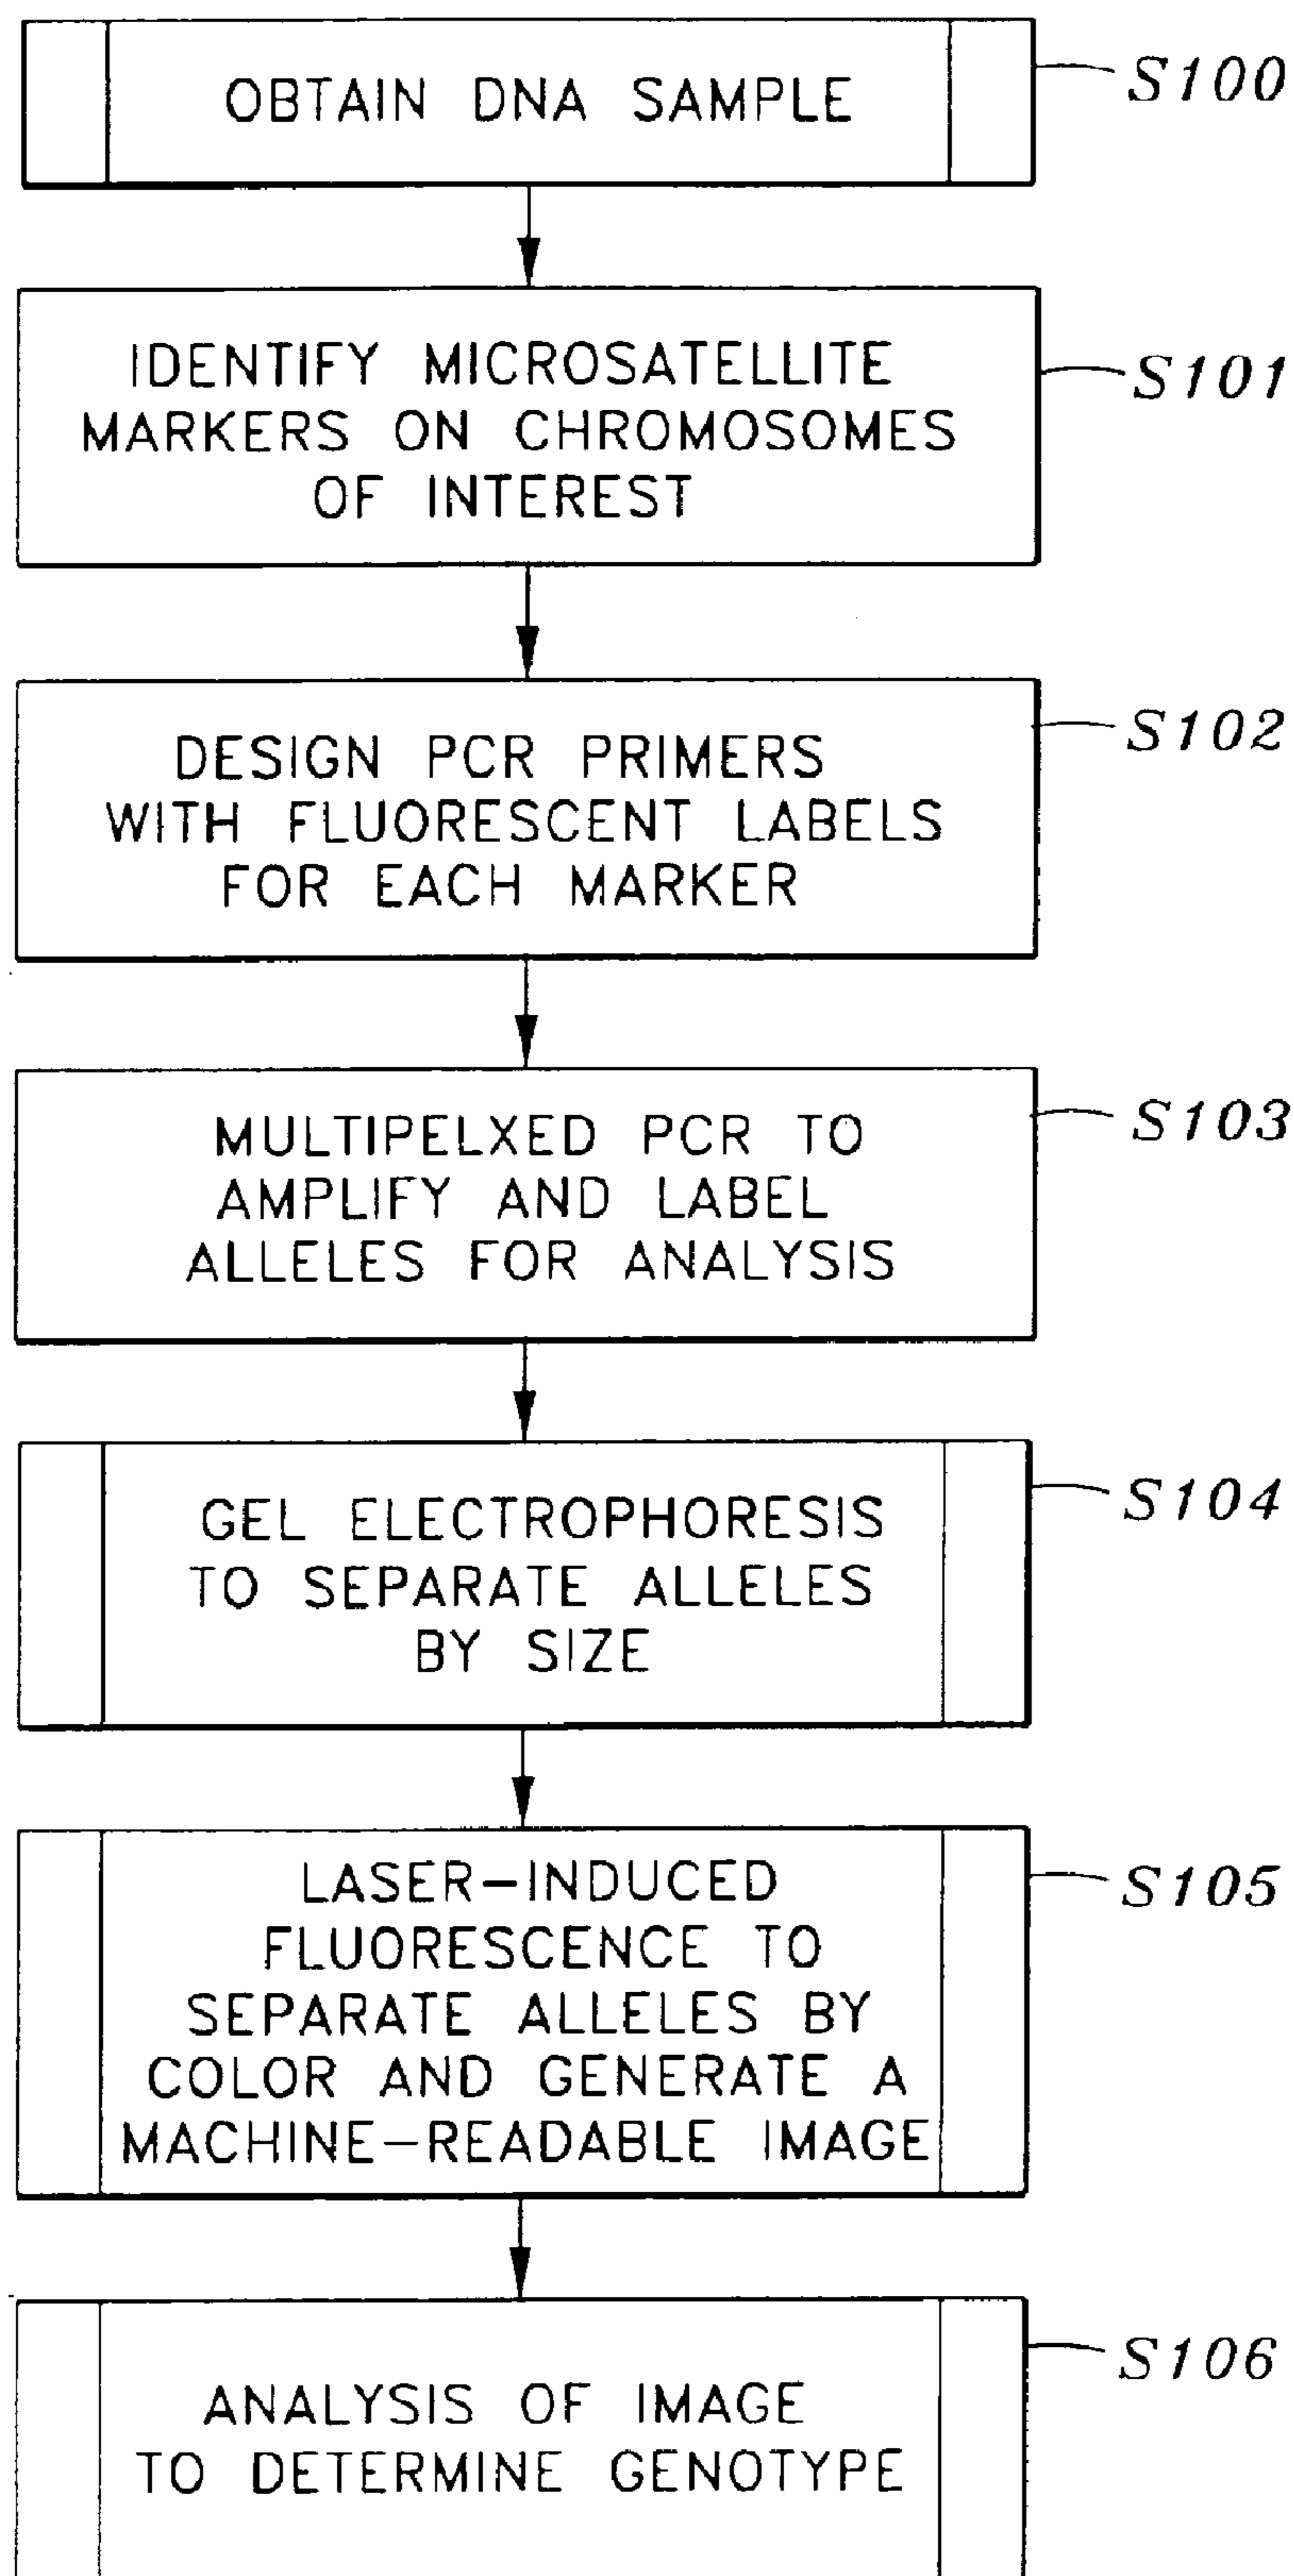 OBTAIN DNA SAMPLE
S100
IDENTIFY MICROSATELLITE
MARKERS ON CHROMOSOMES
OF INTEREST
S101
DESIGN PCR PRIMERS
WITH FLUORESCENT LABELS
FOR EACH MARKER
S102
MULTIPELXED PCR TO
AMPLIFY AND LABEL
ALLELES FOR ANALYSIS
S103
GEL ELECTROPHORESIS
TO SEPARATE ALLELES
BY SIZE
S104
LASER-INDUCED
FLUORESCENCE TO
SEPARATE ALLELES BY
COLOR AND GENERATE A
MACHINE-READABLE IMAGE
S105
ANALYSIS OF IMAGE
TO DETERMINE GENOTYPE
S106